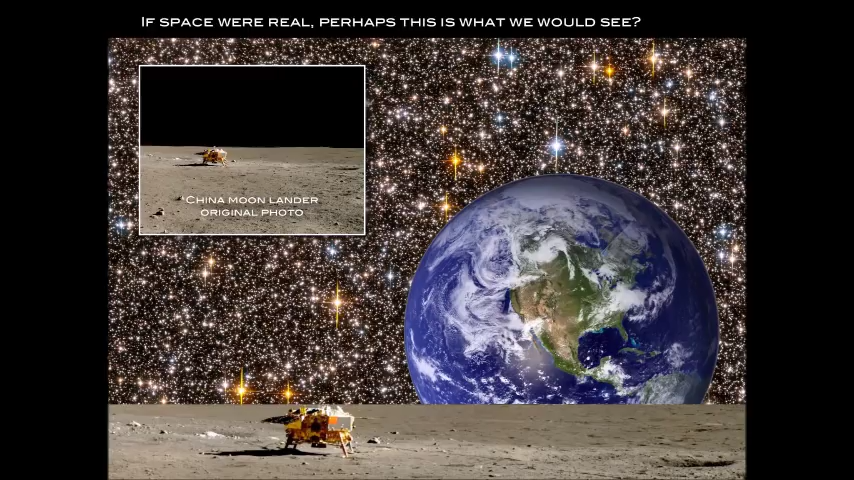 If space were real, perhaps this is what we would see?
*China moon lander
original photo